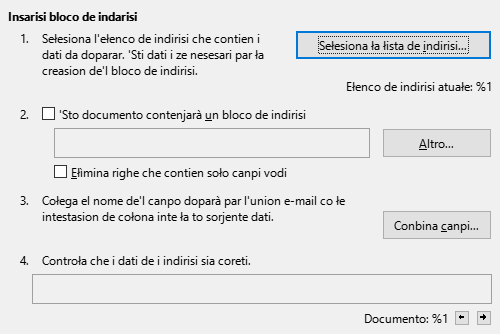 Insarisi bloco de indarisi
1. Sełesiona l'ełenco de indirisi che contien i
dati da doparar. 'Sti dati i ze nesesari par ła
creasion de'l bloco de indirisi.
Sełesiona ła łista de indirisi...
Ełenco de indirisi atuałe: %1
2. 'Sto documento contenjarà un bloco de indirisi
Altro...
Ełimina righe che contien soło canpi vodi
3. Cołega el nome de'l canpo doparà par l'union e-mail co łe
intestasion de cołona inte ła to sorjente dati.
Conbina canpi...
4. Controła che i dati de i indirisi sia coreti.
Documento: %1